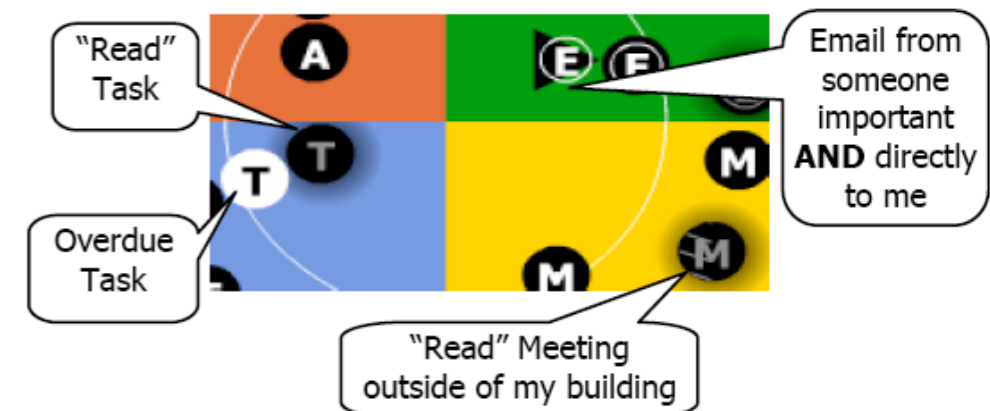 “Read”
Task
Email from
someone
important
AND directly
to me
A
E
E
T
T
M
M
M
Overdue
Task
“Read” Meeting
outside of my building